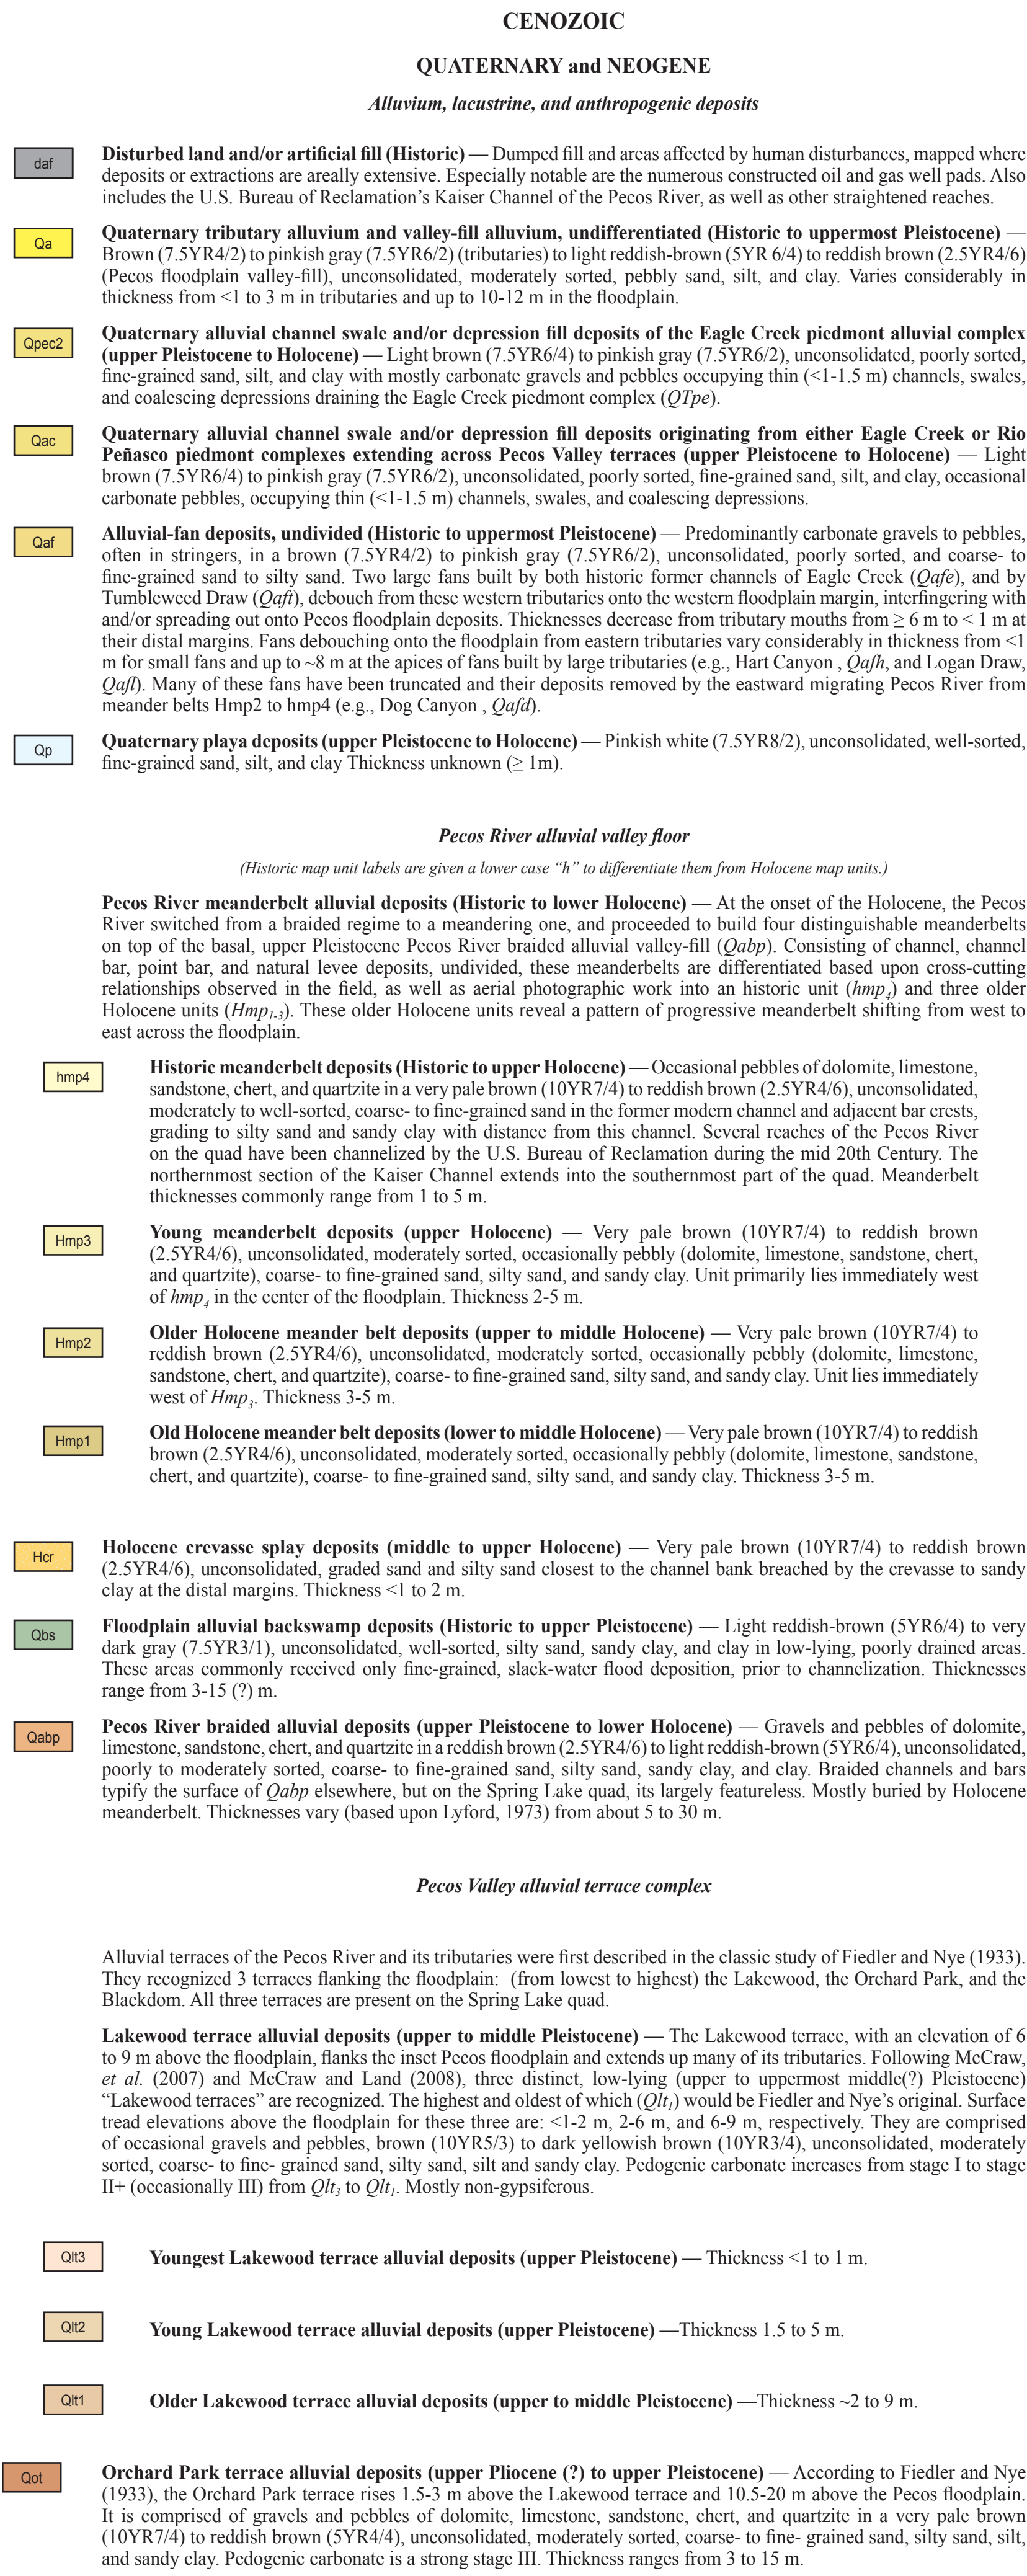 CENOZOIC
QUATERNARY and NEOGENE
Alluvium, lacustrine, and anthropogenic deposits
daf
Disturbed land and/or artificial fill (Historic) — Dumped fill and areas affected by human disturbances, mapped where
deposits or extractions are areally extensive. Especially notable are the numerous constructed oil and gas well pads. Also
includes the U.S. Bureau of Reclamation's Kaiser Channel of the Pecos River, as well as other straightened reaches.
Qa
Quaternary tributary alluvium and valley-fill alluvium, undifferentiated (Historic to uppermost Pleistocene) —
Brown (7.5YR4/2) to pinkish gray (7.5YR6/2) (tributaries) to light reddish-brown (5YR 6/4) to reddish brown (2.5YR4/6)
(Pecos floodplain valley-fill), unconsolidated, moderately sorted, pebbly sand, silt, and clay. Varies considerably in
thickness from <1 to 3 m in tributaries and up to 10-12 m in the floodplain.
Qpec2
Quaternary alluvial channel swale and/or depression fill deposits of the Eagle Creek piedmont alluvial complex
(upper Pleistocene to Holocene) — Light brown (7.5YR6/4) to pinkish gray (7.5YR6/2), unconsolidated, poorly sorted,
fine-grained sand, silt, and clay with mostly carbonate gravels and pebbles occupying thin (<1-1.5 m) channels, swales,
and coalescing depressions draining the Eagle Creek piedmont complex (QTpe).
Qac
Quaternary alluvial channel swale and/or depression fill deposits originating from either Eagle Creek or Rio
Peñasco piedmont complexes extending across Pecos Valley terraces (upper Pleistocene to Holocene) — Light
brown (7.5YR6/4) to pinkish gray (7.5YR6/2), unconsolidated, poorly sorted, fine-grained sand, silt, and clay, occasional
carbonate pebbles, occupying thin (<1-1.5 m) channels, swales, and coalescing depressions.
Qaf
Alluvial-fan deposits, undivided (Historic to uppermost Pleistocene) — Predominantly carbonate gravels to pebbles,
often in stringers, in a brown (7.5YR4/2) to pinkish gray (7.5YR6/2), unconsolidated, poorly sorted, and coarse- to
fine-grained sand to silty sand. Two large fans built by both historic former channels of Eagle Creek (Qafe), and by
Tumbleweed Draw (Qaft), debouch from these western tributaries onto the western floodplain margin, interfingering with
and/or spreading out onto Pecos floodplain deposits. Thicknesses decrease from tributary mouths from ≥ 6 m to < 1 m at
their distal margins. Fans debouching onto the floodplain from eastern tributaries vary considerably in thickness from <1
m for small fans and up to ~8 m at the apices of fans built by large tributaries (e.g., Hart Canyon , Qafh, and Logan Draw,
Qafl). Many of these fans have been truncated and their deposits removed by the eastward migrating Pecos River from
meander belts Hmp2 to hmp4 (e.g., Dog Canyon , Qafd).
Qp
Quaternary playa deposits (upper Pleistocene to Holocene) — Pinkish white (7.5YR8/2), unconsolidated, well-sorted,
fine-grained sand, silt, and clay Thickness unknown (≥ 1m).
Pecos River alluvial valley floor
(Historic map unit labels are given a lower case "h" to differentiate them from Holocene map units.)
Pecos River meanderbelt alluvial deposits (Historic to lower Holocene) — At the onset of the Holocene, the Pecos
River switched from a braided regime to a meandering one, and proceeded to build four distinguishable meanderbelts
on top of the basal, upper Pleistocene Pecos River braided alluvial valley-fill (Qabp). Consisting of channel, channel
bar, point bar, and natural levee deposits, undivided, these meanderbelts are differentiated based upon cross-cutting
relationships observed in the field, as well as aerial photographic work into an historic unit (hmp4) and three older
Holocene units (Hmp1-3). These older Holocene units reveal a pattern of progressive meanderbelt shifting from west to
east across the floodplain.
hmp4
Historic meanderbelt deposits (Historic to upper Holocene) — Occasional pebbles of dolomite, limestone,
sandstone, chert, and quartzite in a very pale brown (10YR7/4) to reddish brown (2.5YR4/6), unconsolidated,
moderately to well-sorted, coarse- to fine-grained sand in the former modern channel and adjacent bar crests,
grading to silty sand and sandy clay with distance from this channel. Several reaches of the Pecos River
on the quad have been channelized by the U.S. Bureau of Reclamation during the mid 20th Century. The
northernmost section of the Kaiser Channel extends into the southernmost part of the quad. Meanderbelt
thicknesses commonly range from 1 to 5 m.
Hmp3
Young meanderbelt deposits (upper Holocene) — Very pale brown (10YR7/4) to reddish brown
(2.5YR4/6), unconsolidated, moderately sorted, occasionally pebbly (dolomite, limestone, sandstone, chert,
and quartzite), coarse- to fine-grained sand, silty sand, and sandy clay. Unit primarily lies immediately west
of hmp4 in the center of the floodplain. Thickness 2-5 m.
Hmp2
Older Holocene meander belt deposits (upper to middle Holocene) — Very pale brown (10YR7/4) to
reddish brown (2.5YR4/6), unconsolidated, moderately sorted, occasionally pebbly (dolomite, limestone,
sandstone, chert, and quartzite), coarse- to fine-grained sand, silty sand, and sandy clay. Unit lies immediately
west of Hmp3. Thickness 3-5 m.
Hmp1
Old Holocene meander belt deposits (lower to middle Holocene) — Very pale brown (10YR7/4) to reddish
brown (2.5YR4/6), unconsolidated, moderately sorted, occasionally pebbly (dolomite, limestone, sandstone,
chert, and quartzite), coarse- to fine-grained sand, silty sand, and sandy clay. Thickness 3-5 m.
Hcr
Holocene crevasse splay deposits (middle to upper Holocene) — Very pale brown (10YR7/4) to reddish brown
(2.5YR4/6), unconsolidated, graded sand and silty sand closest to the channel bank breached by the crevasse to sandy
clay at the distal margins. Thickness <1 to 2 m.
Qbs
Floodplain alluvial backswamp deposits (Historic to upper Pleistocene) — Light reddish-brown (5YR6/4) to very
dark gray (7.5YR3/1), unconsolidated, well-sorted, silty sand, sandy clay, and clay in low-lying, poorly drained areas.
These areas commonly received only fine-grained, slack-water flood deposition, prior to channelization. Thicknesses
range from 3-15 (?) m.
Qabp
Pecos River braided alluvial deposits (upper Pleistocene to lower Holocene) — Gravels and pebbles of dolomite,
limestone, sandstone, chert, and quartzite in a reddish brown (2.5YR4/6) to light reddish-brown (5YR6/4), unconsolidated,
poorly to moderately sorted, coarse- to fine-grained sand, silty sand, sandy clay, and clay. Braided channels and bars
typify the surface of Qabp elsewhere, but on the Spring Lake quad, its largely featureless. Mostly buried by Holocene
meanderbelt. Thicknesses vary (based upon Lyford, 1973) from about 5 to 30 m.
Pecos Valley alluvial terrace complex
Alluvial terraces of the Pecos River and its tributaries were first described in the classic study of Fiedler and Nye (1933).
They recognized 3 terraces flanking the floodplain: (from lowest to highest) the Lakewood, the Orchard Park, and the
Blackdom. All three terraces are present on the Spring Lake quad.
Lakewood terrace alluvial deposits (upper to middle Pleistocene) — The Lakewood terrace, with an elevation of 6
to 9 m above the floodplain, flanks the inset Pecos floodplain and extends up many of its tributaries. Following McCraw,
et al. (2007) and McCraw and Land (2008), three distinct, low-lying (upper to uppermost middle(?) Pleistocene)
"Lakewood terraces" are recognized. The highest and oldest of which (Qlt1) would be Fiedler and Nye's original. Surface
tread elevations above the floodplain for these three are: <1-2 m, 2-6 m, and 6-9 m, respectively. They are comprised
of occasional gravels and pebbles, brown (10YR5/3) to dark yellowish brown (10YR3/4), unconsolidated, moderately
sorted, coarse- to fine- grained sand, silty sand, silt and sandy clay. Pedogenic carbonate increases from stage I to stage
II+ (occasionally III) from Qlt3 to Qlt1. Mostly non-gypsiferous.
Qlt3
Youngest Lakewood terrace alluvial deposits (upper Pleistocene) — Thickness <1 to 1 m.
Qlt2
Young Lakewood terrace alluvial deposits (upper Pleistocene) —Thickness 1.5 to 5 m.
Qlt1
Older Lakewood terrace alluvial deposits (upper to middle Pleistocene) —Thickness ~2 to 9 m.
Qot
Orchard Park terrace alluvial deposits (upper Pliocene (?) to upper Pleistocene) — According to Fiedler and Nye
(1933), the Orchard Park terrace rises 1.5-3 m above the Lakewood terrace and 10.5-20 m above the Pecos floodplain.
It is comprised of gravels and pebbles of dolomite, limestone, sandstone, chert, and quartzite in a very pale brown
(10YR7/4) to reddish brown (5YR4/4), unconsolidated, moderately sorted, coarse- to fine- grained sand, silty sand, silt,
and sandy clay. Pedogenic carbonate is a strong stage III. Thickness ranges from 3 to 15 m.